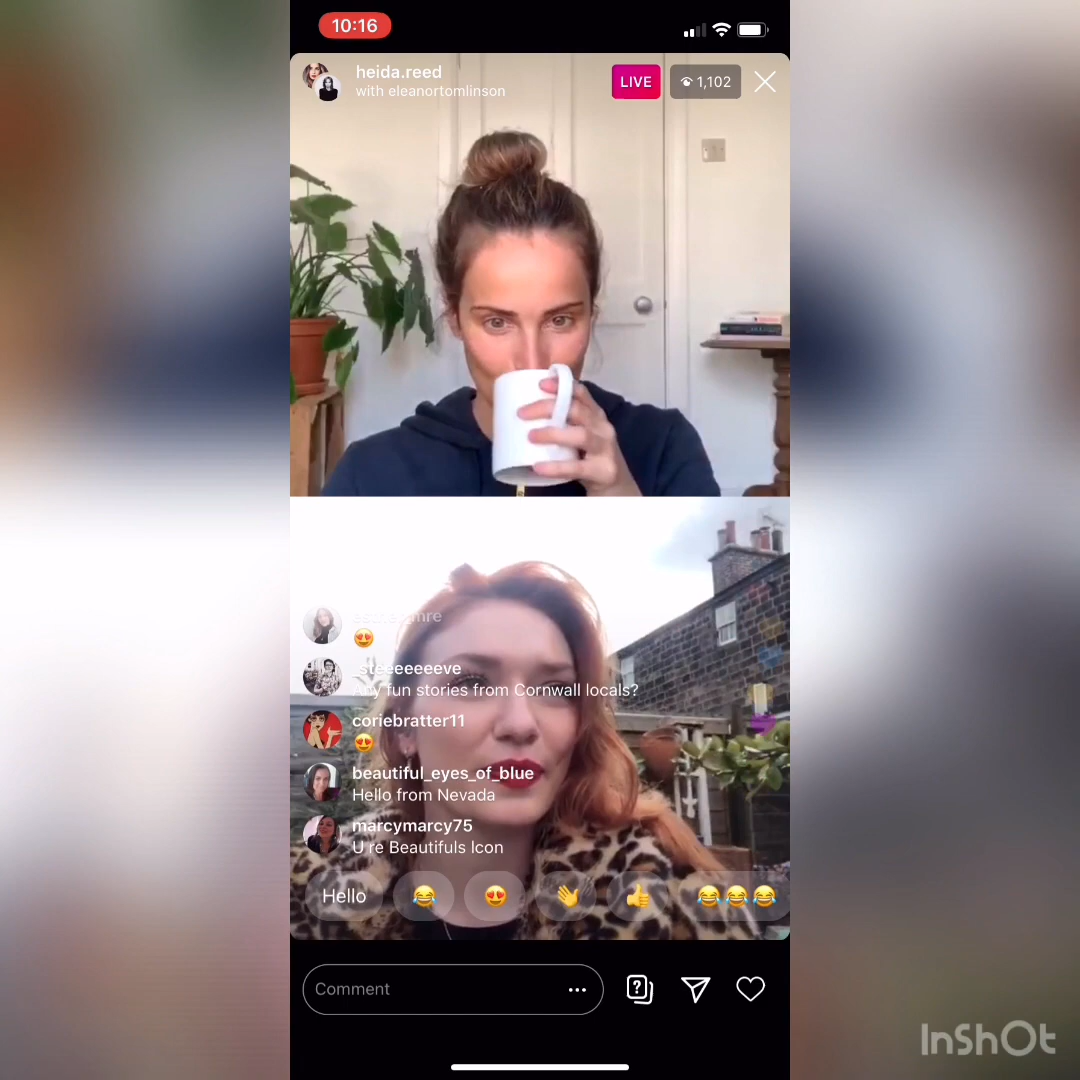 10:16
heida.reed
with eleanortomlinson
LIVE
1,102
_steeeeeeeve
Any fun stories from Cornwall locals?
coriebratter11
beautiful_eyes_of_blue
Hello from Nevada
marcymarcy75
U re Beautifuls Icon
Hello
Comment
InShOt